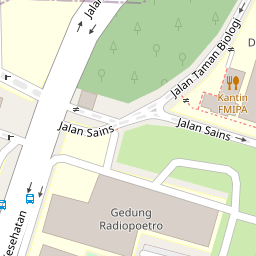 Jalan
Jalan Taman Biologi
D
Kantin
FMIPA
Jalan Sains
Jalan Sains
Gedung
Radiopoetro
esehatan